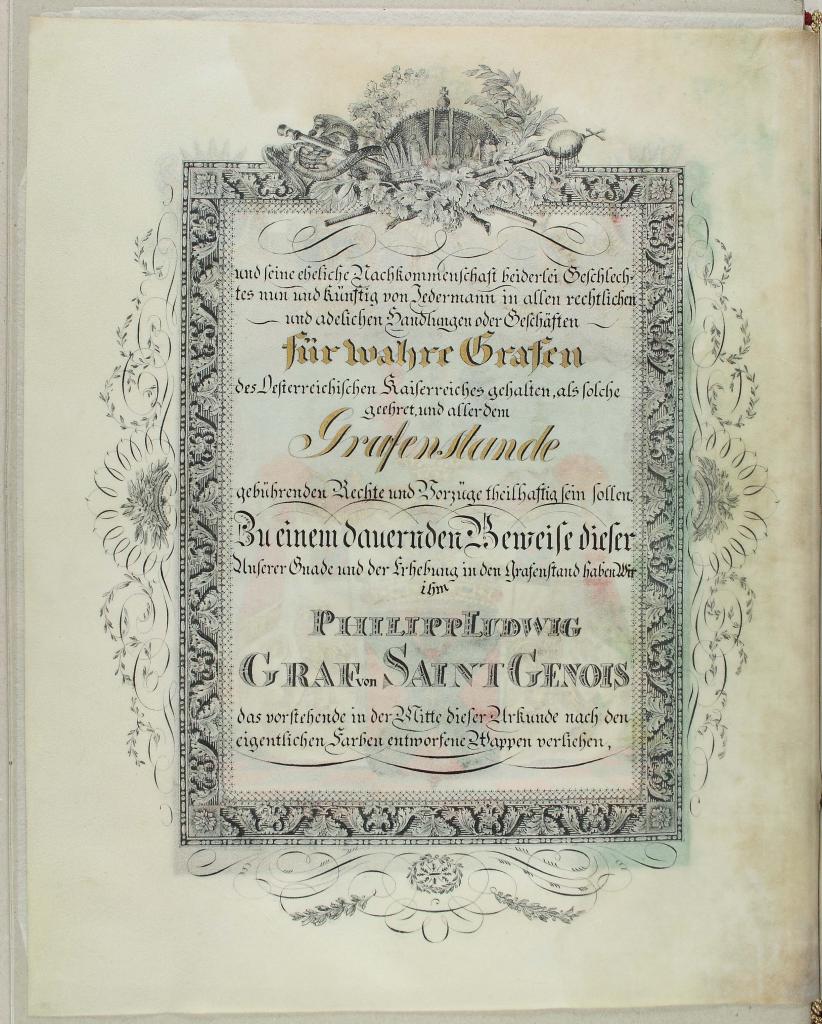 und seine eheliche Nachkommenschaft beiderlei Geschlech-
tes nun und künftig von Jedermann in allen rechtlichen
und adelichen Handlungen oder Geschäften
für wahre Grafen
des Oesterreichischen Kaiserreiches gehalten, als solche
geehret, und aller dem
Grafenstande
gebührenden Rechte und Vorzüge theilhaftig sein sollen.
Zu einem dauernden Beweise dieser
Unserer Gnade und der Erhebung in den Grafenstand haben Wir
ihm
PHILIPP LUDWIG
GRAF von SAINT GENOIS
das vorstehende in der Mitte dieser Urkunde nach den
eigentlichen Farben entworfene Wappen verliehen,